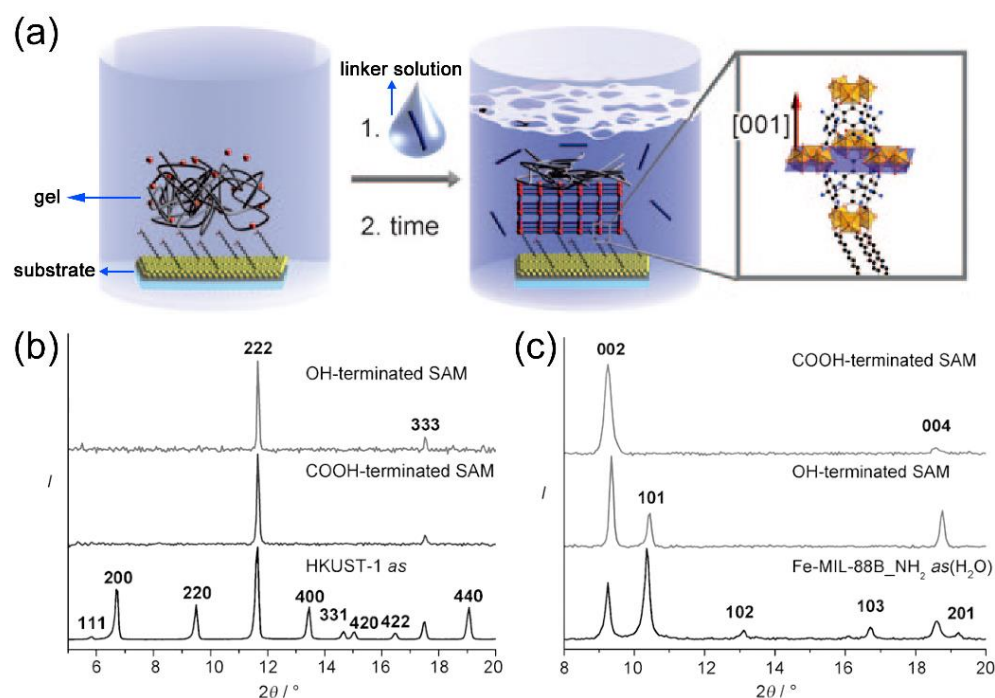 (a)
linker solution
1.
[001]
gel
2. time
substrate
(b)
222
OH-terminated SAM
333
I
COOH-terminated SAM
HKUST-1 as
200
220
400
111
331
420
422
440
6 8 10 12 14 16 18 20
2θ / °
(c)
002
COOH-terminated SAM
004
OH-terminated SAM
I
101
Fe-MIL-88B_NH₂ as(H₂O)
102
103
201
8 10 12 14 16 18 20
2θ / °